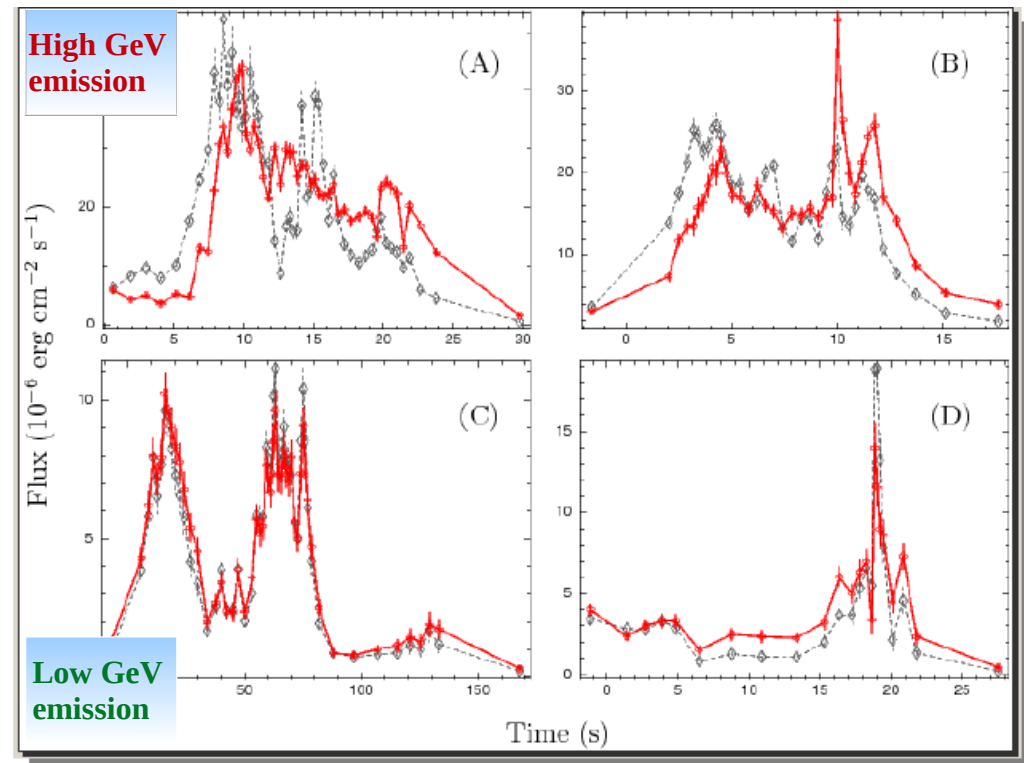 High GeV
emission
(A)
(B)
30
20
10
20
0
0 5 10 15 20 25 30
0 5 10 15
Flux (10⁻⁶ erg cm⁻² s⁻¹)
(C)
(D)
10
5
15
10
5
0
50 100 150
0 5 10 15 20 25
Low GeV
emission
Time (s)